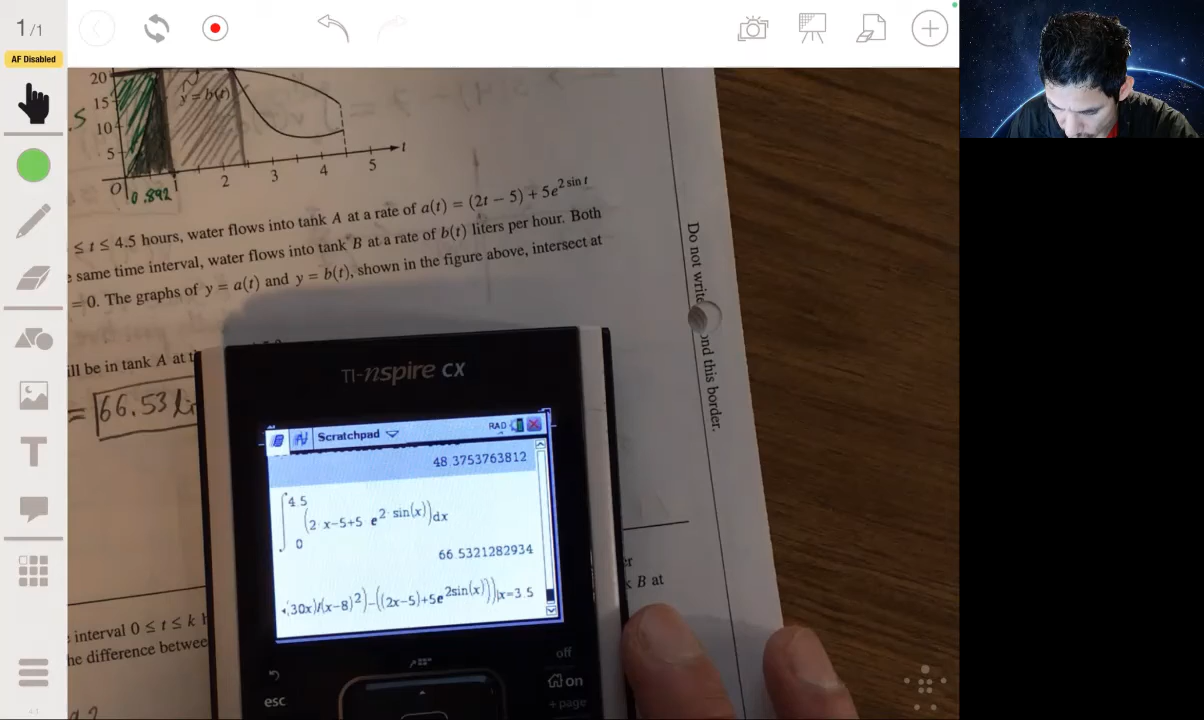 1/1
AF Disabled
20
15
10
5
.5
y = b(t)
O
1
2
3
4
5
t
0.892
≤ t ≤ 4.5 hours, water flows into tank A at a rate of a(t) = (2t − 5) + 5e^{2 sin t}
same time interval, water flows into tank B at a rate of b(t) liters per hour. Both
= 0. The graphs of y = a(t) and y = b(t), shown in the figure above, intersect at
ll be in tank A at t
= 66.53 li
Do not write
ond this border.
TI-nspire CX
Scratchpad
RAD
48.3753763812
∫_0^{4.5} (2·x−5+5·e^{2·sin(x)})dx
66.5321282934
(30x)/(x−8)^2)−((2x−5)+5e^{2sin(x)})|x=3.5
er
k B at
interval 0 ≤ t ≤ k
he difference betwee
esc
off
on
+page
T